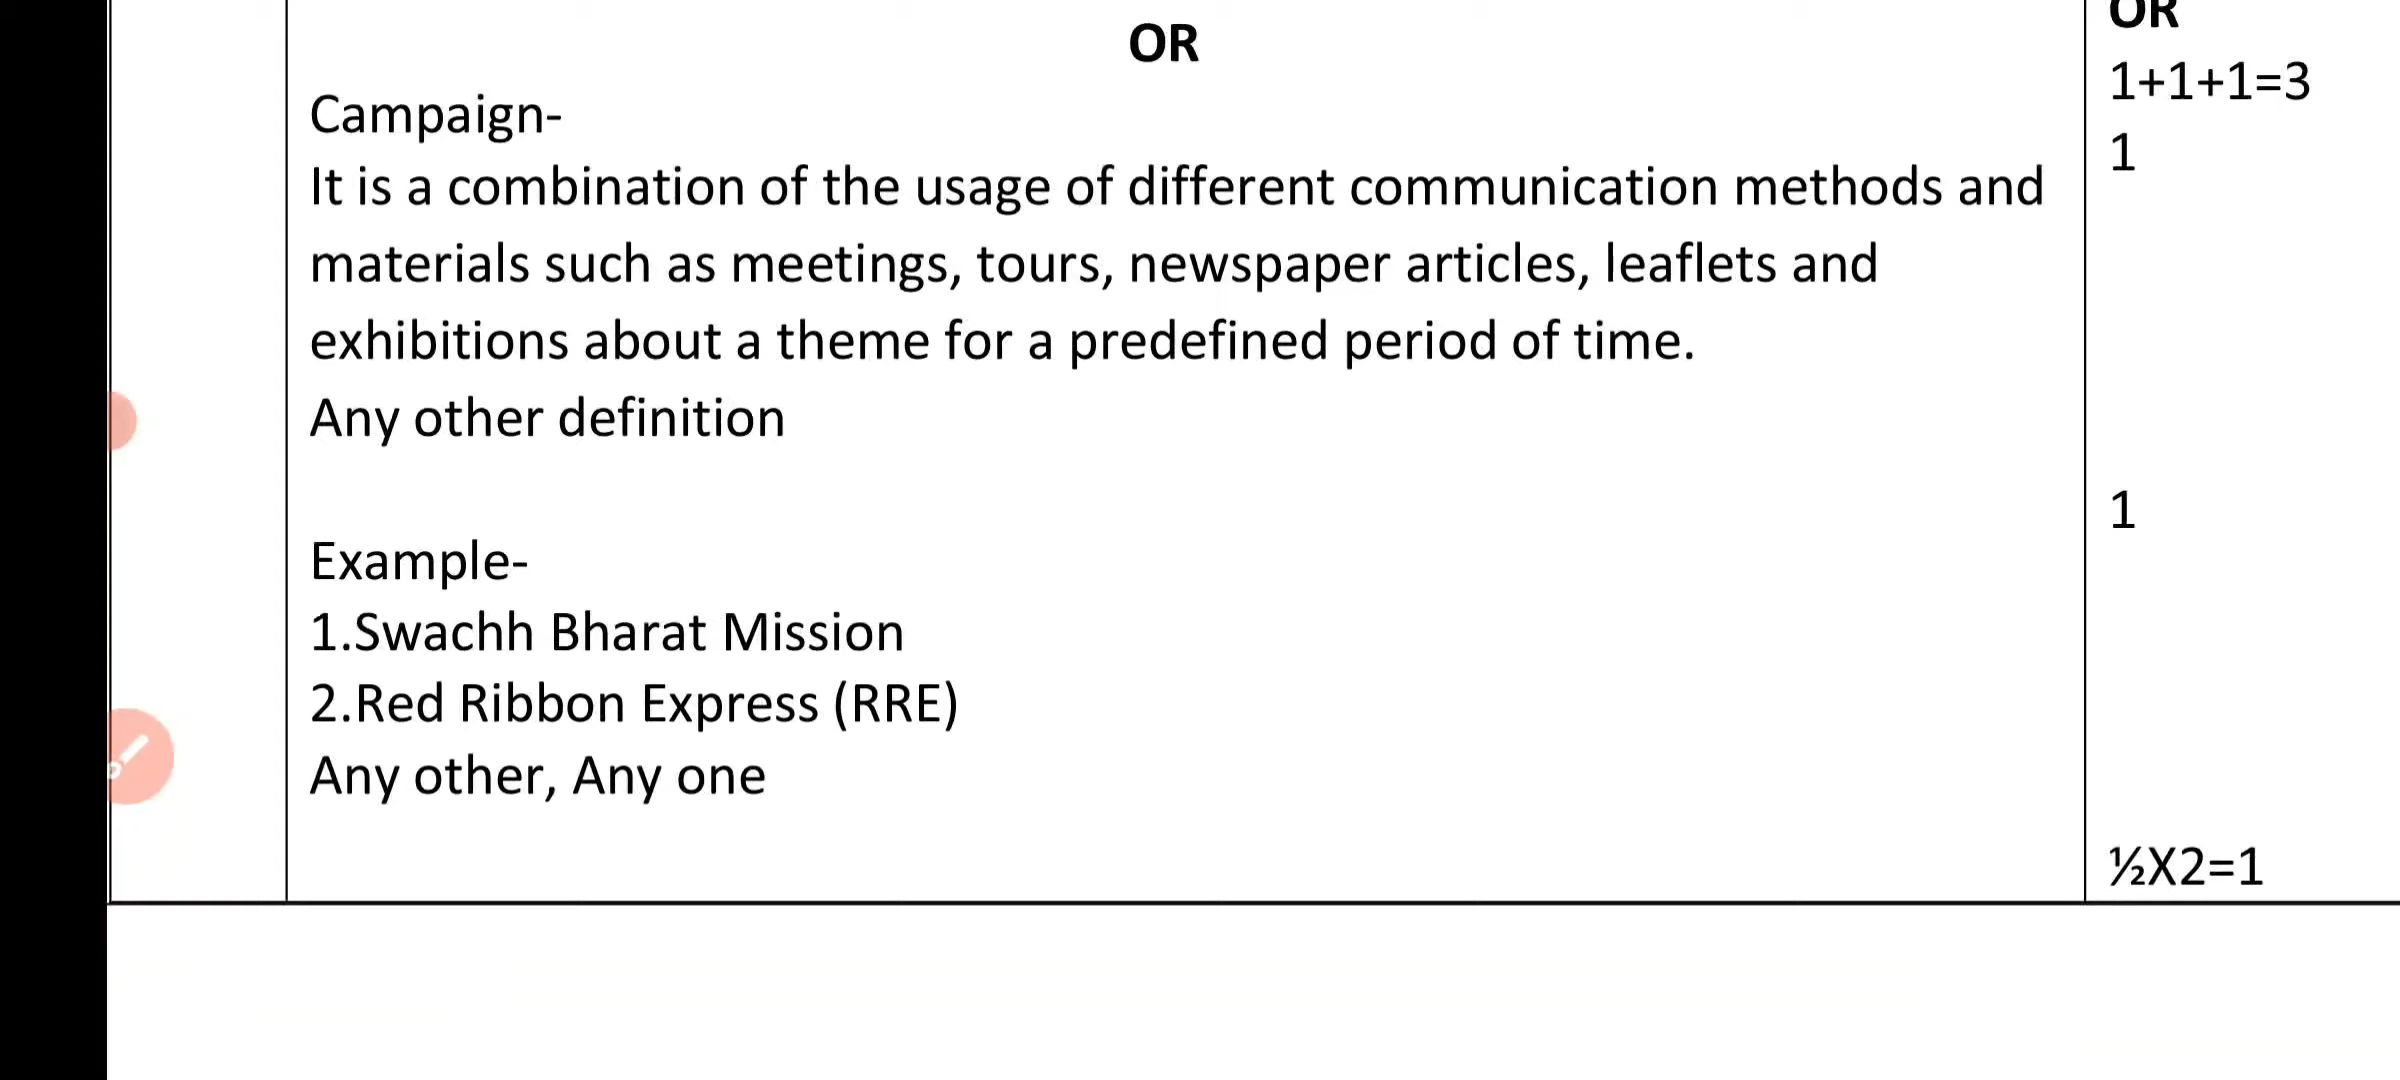 OR
Campaign-
It is a combination of the usage of different communication methods and
materials such as meetings, tours, newspaper articles, leaflets and
exhibitions about a theme for a predefined period of time.
Any other definition
Example-
1.Swachh Bharat Mission
2.Red Ribbon Express (RRE)
Any other, Any one
OR
1+1+1=3
1
1
½X2=1